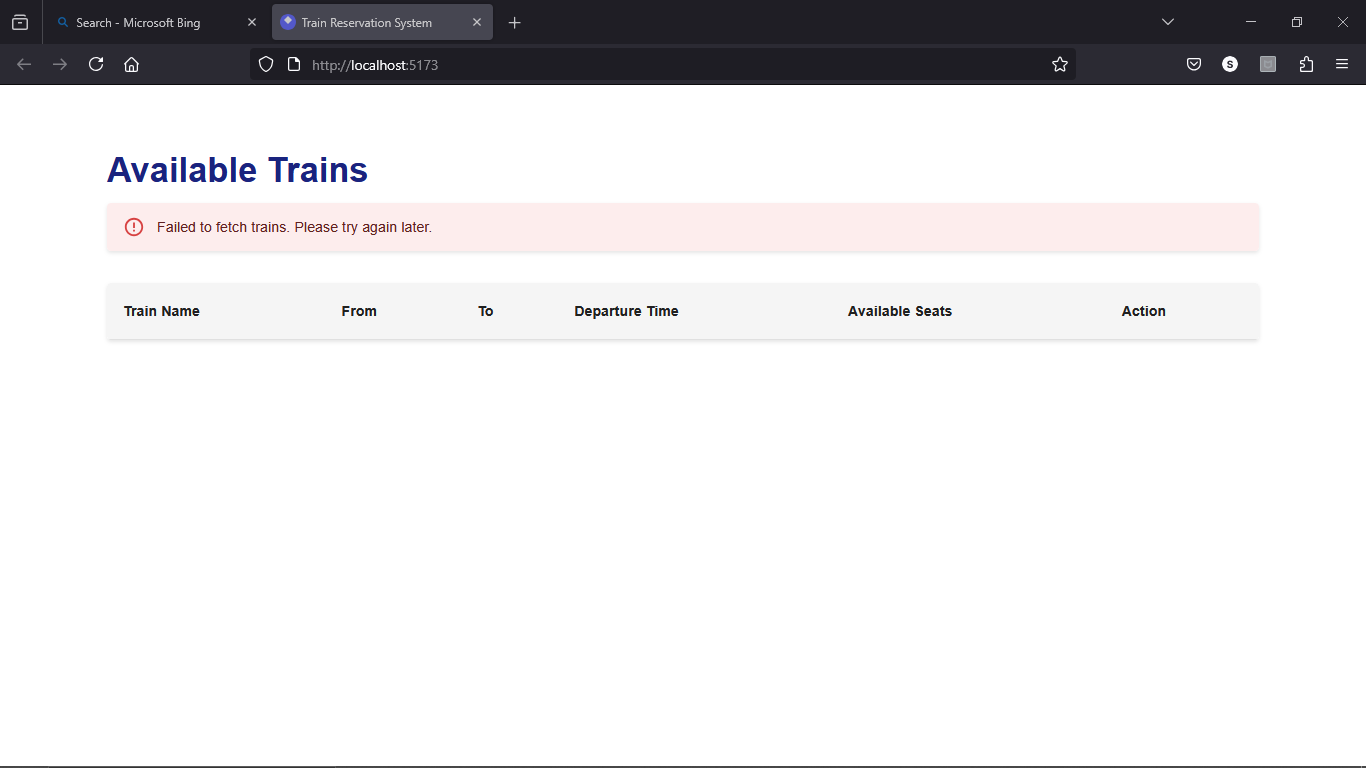 Search - Microsoft Bing
Train Reservation System
http://localhost:5173
S
Available Trains
Failed to fetch trains. Please try again later.
Train Name From To Departure Time Available Seats Action